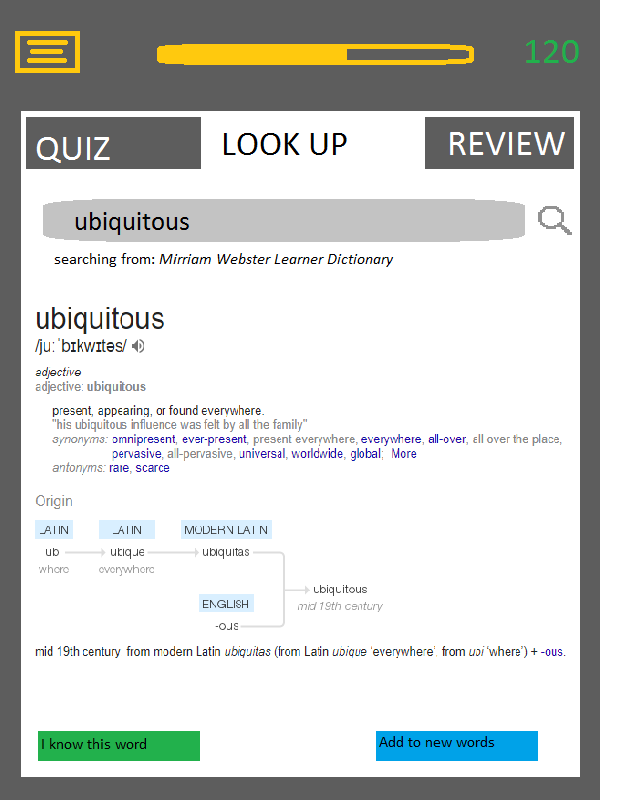 120
QUIZ LOOK UP REVIEW
ubiquitous
searching from: Mirriam Webster Learner Dictionary
ubiquitous
/juːˈbɪkwɪtəs/
adjective
adjective: ubiquitous
present, appearing, or found everywhere.
"his ubiquitous influence was felt by all the family"
synonyms: omnipresent, ever-present, present everywhere, everywhere, all-over, all over the place,
pervasive, all-pervasive, universal, worldwide, global; More
antonyms: rare, scarce
Origin
LATIN LATIN MODERN LATIN
ub ubique ubiquitas
where everywhere
ubiquitous
ENGLISH mid 19th century
-ous
mid 19th century: from modern Latin ubiquitas (from Latin ubique 'everywhere', from ubi 'where') + -ous.
I know this word Add to new words